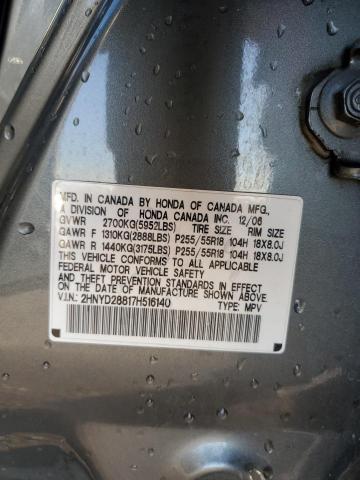 MFD. IN CANADA BY HONDA OF CANADA MFG.,
A DIVISION OF HONDA CANADA INC. 12/06
GVWR 2700KG(5952LBS) TIRE SIZE RIM SIZE
GAWR F 1310KG(2888LBS) P255/55R18 104H 18X8.0J
GAWR R 1440KG(3175LBS) P255/55R18 104H 18X8.0J
THIS VEHICLE CONFORMS TO ALL APPLICABLE
FEDERAL MOTOR VEHICLE SAFETY STANDARDS IN
EFFECT ON THE DATE OF MANUFACTURE SHOWN ABOVE.
V.I.N.: 2HNYD28817H516140 TYPE: MPV